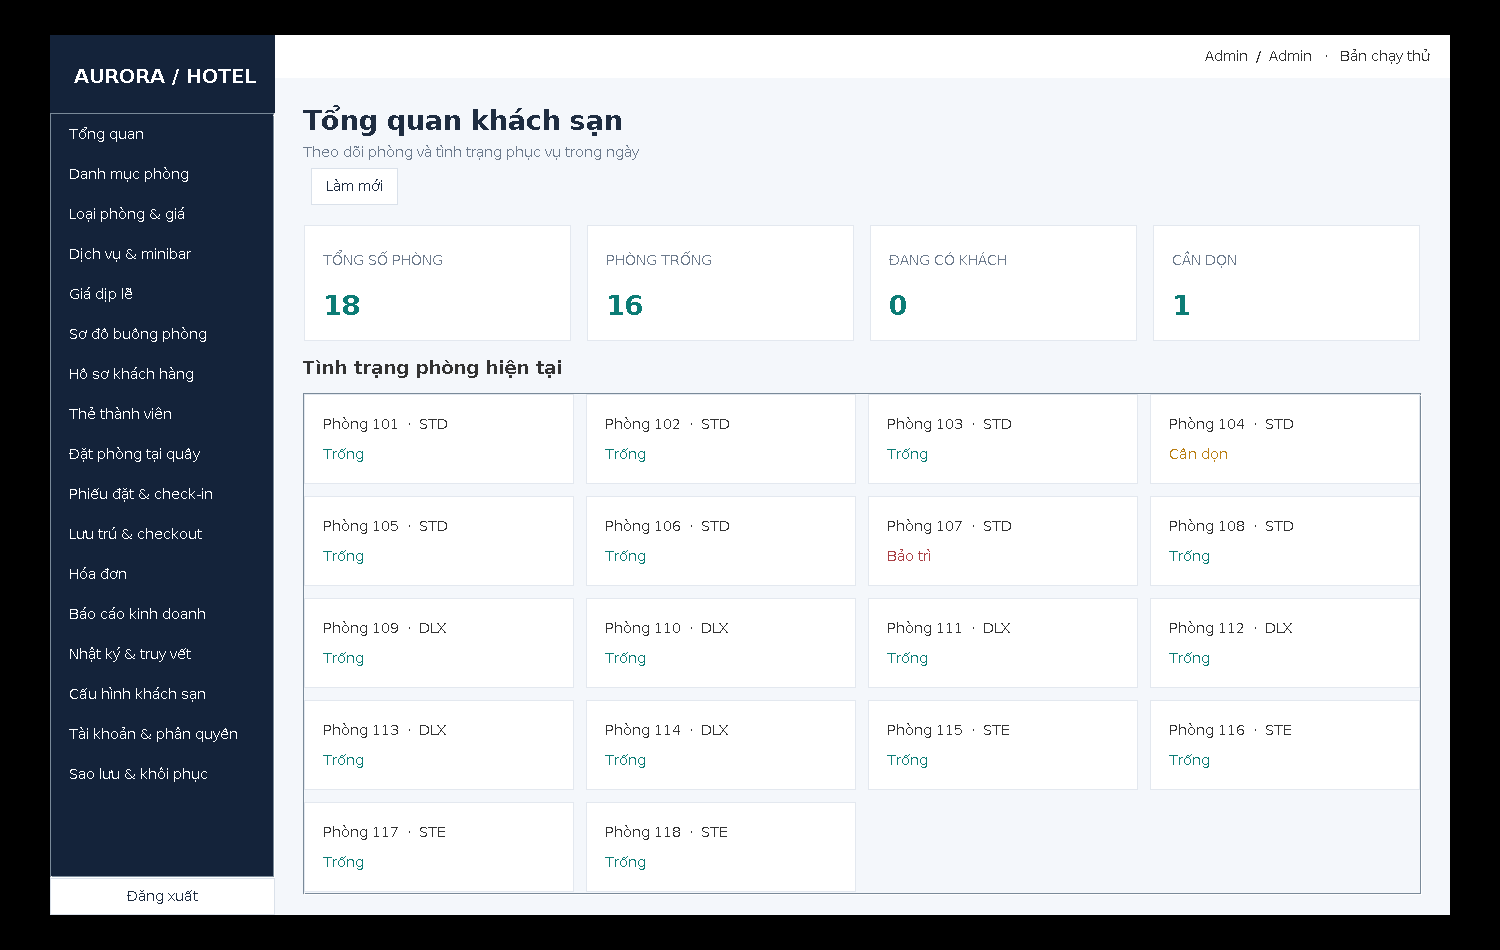 AURORA / HOTEL
Admin / Admin · Bản chạy thử
Tổng quan
Danh mục phòng
Loại phòng & giá
Dịch vụ & minibar
Giá dịp lễ
Sơ đồ buồng phòng
Hồ sơ khách hàng
Thẻ thành viên
Đặt phòng tại quầy
Phiếu đặt & check-in
Lưu trú & checkout
Hóa đơn
Báo cáo kinh doanh
Nhật ký & truy vết
Cấu hình khách sạn
Tài khoản & phân quyền
Sao lưu & khôi phục
Đăng xuất
Tổng quan khách sạn
Theo dõi phòng và tình trạng phục vụ trong ngày
Làm mới
TỔNG SỐ PHÒNG
18
PHÒNG TRỐNG
16
ĐANG CÓ KHÁCH
0
CẦN DỌN
1
Tình trạng phòng hiện tại
Phòng 101 · STD
Trống
Phòng 102 · STD
Trống
Phòng 103 · STD
Trống
Phòng 104 · STD
Cần dọn
Phòng 105 · STD
Trống
Phòng 106 · STD
Trống
Phòng 107 · STD
Bảo trì
Phòng 108 · STD
Trống
Phòng 109 · DLX
Trống
Phòng 110 · DLX
Trống
Phòng 111 · DLX
Trống
Phòng 112 · DLX
Trống
Phòng 113 · DLX
Trống
Phòng 114 · DLX
Trống
Phòng 115 · STE
Trống
Phòng 116 · STE
Trống
Phòng 117 · STE
Trống
Phòng 118 · STE
Trống